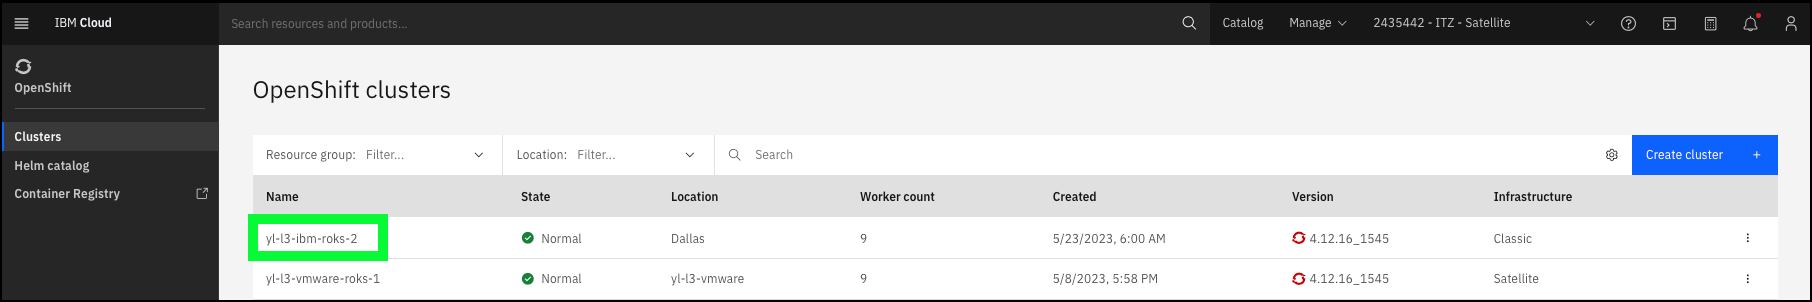 IBM Cloud
Search resources and products...
Catalog
Manage
2435442 - ITZ - Satellite
OpenShift
Clusters
Helm catalog
Container Registry
OpenShift clusters
Resource group: Filter...
Location: Filter...
Search
Create cluster +
Name State Location Worker count Created Version Infrastructure
yl-l3-ibm-roks-2 Normal Dallas 9 5/23/2023, 6:00 AM 4.12.16_1545 Classic
yl-l3-vmware-roks-1 Normal yl-l3-vmware 9 5/8/2023, 5:58 PM 4.12.16_1545 Satellite